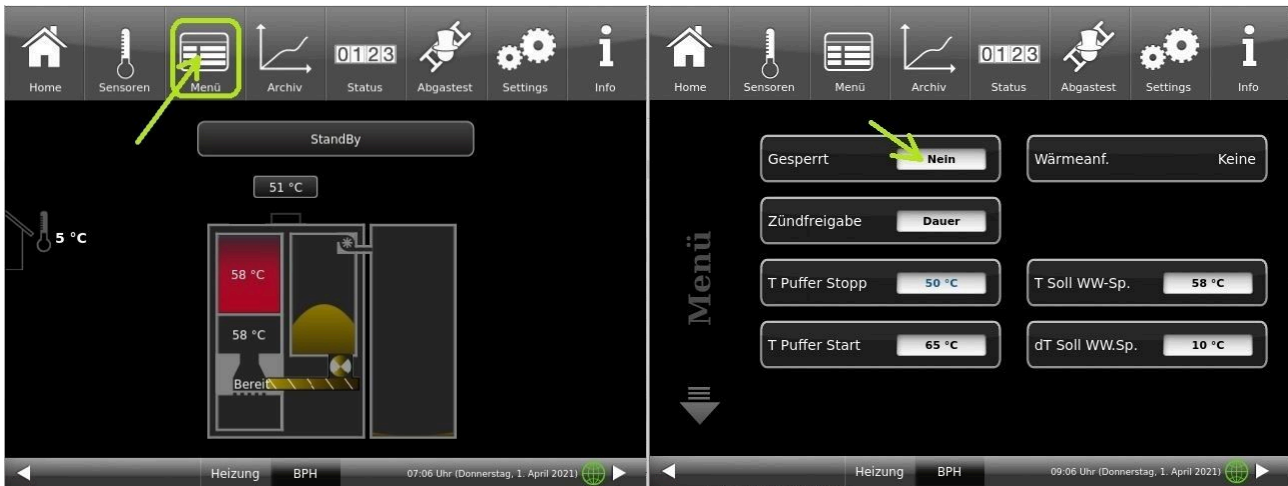 Home Sensoren Menü Archiv Status Abgastest Settings Info
0123
StandBy
51 °C
5 °C
58 °C
58 °C
Bereit
Heizung BPH 07:06 Uhr (Donnerstag, 1. April 2021)
Home Sensoren Menü Archiv Status Abgastest Settings Info
0123
Menü
Gesperrt Nein Wärmeanf. Keine
Zündfreigabe Dauer
T Puffer Stopp 50 °C T Soll WW-Sp. 58 °C
T Puffer Start 65 °C dT Soll WW.Sp. 10 °C
Heizung BPH 09:06 Uhr (Donnerstag, 1. April 2021)